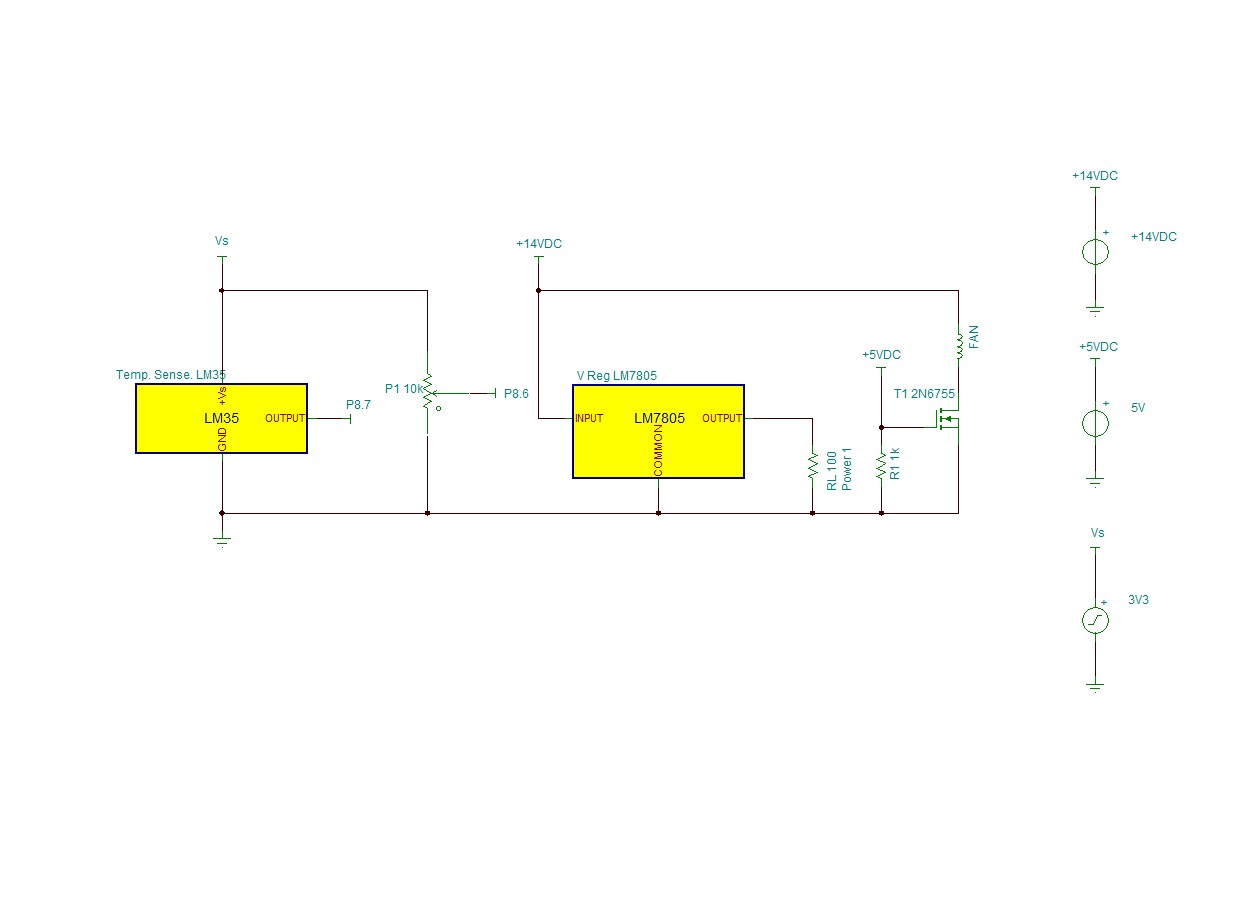 +14VDC
+
+14VDC
Vs
+14VDC
+5VDC
+
5V
+5VDC
FAN
Temp. Sense. LM35
+Vs
LM35
OUTPUT
GND
P8.7
P1 10k
P8.6
V Reg LM7805
INPUT
LM7805
OUTPUT
COMMON
RL 100
Power 1
T1 2N6755
R1 1k
Vs
+
3V3